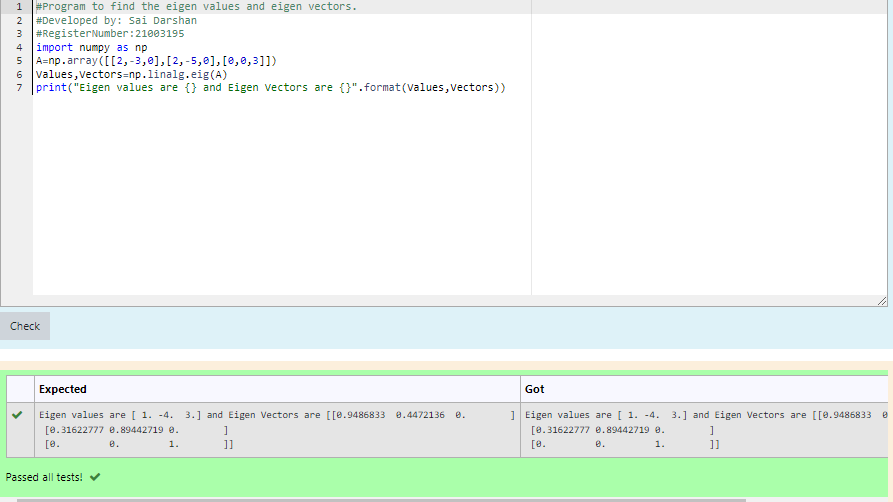 1 #Program to find the eigen values and eigen vectors.
2 #Developed by: Sai Darshan
3 #RegisterNumber:21003195
4 import numpy as np
5 A=np.array([[2,-3,0],[2,-5,0],[0,0,3]])
6 Values,Vectors=np.linalg.eig(A)
7 print("Eigen values are {} and Eigen Vectors are {}".format(Values,Vectors))
Check
Expected Got
Eigen values are [ 1. -4.  3.] and Eigen Vectors are [[0.9486833  0.4472136  0.        ] Eigen values are [ 1. -4.  3.] and Eigen Vectors are [[0.9486833
[0.31622777 0.89442719 0.        ] [0.31622777 0.89442719 0.        ]
[0.         0.         1.        ]] [0.         0.         1.        ]]
Passed all tests!